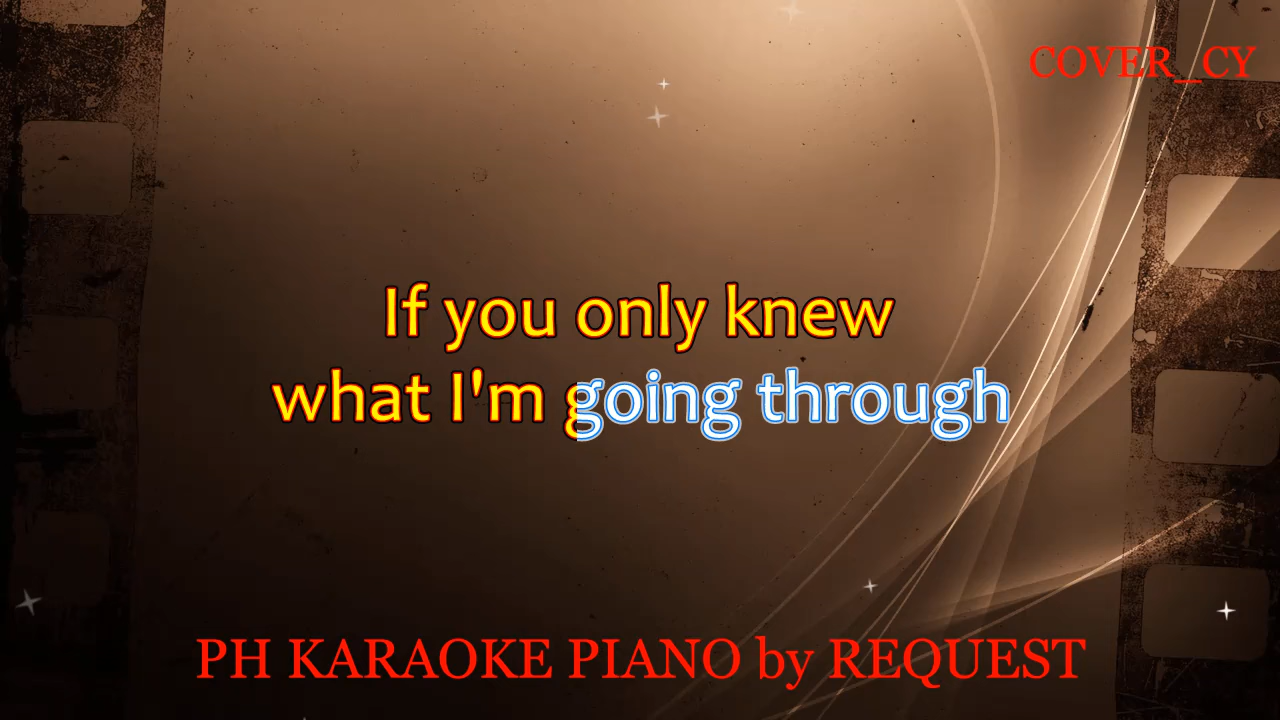 COVER_CY
If you only knew
what I'm going through
PH KARAOKE PIANO by REQUEST